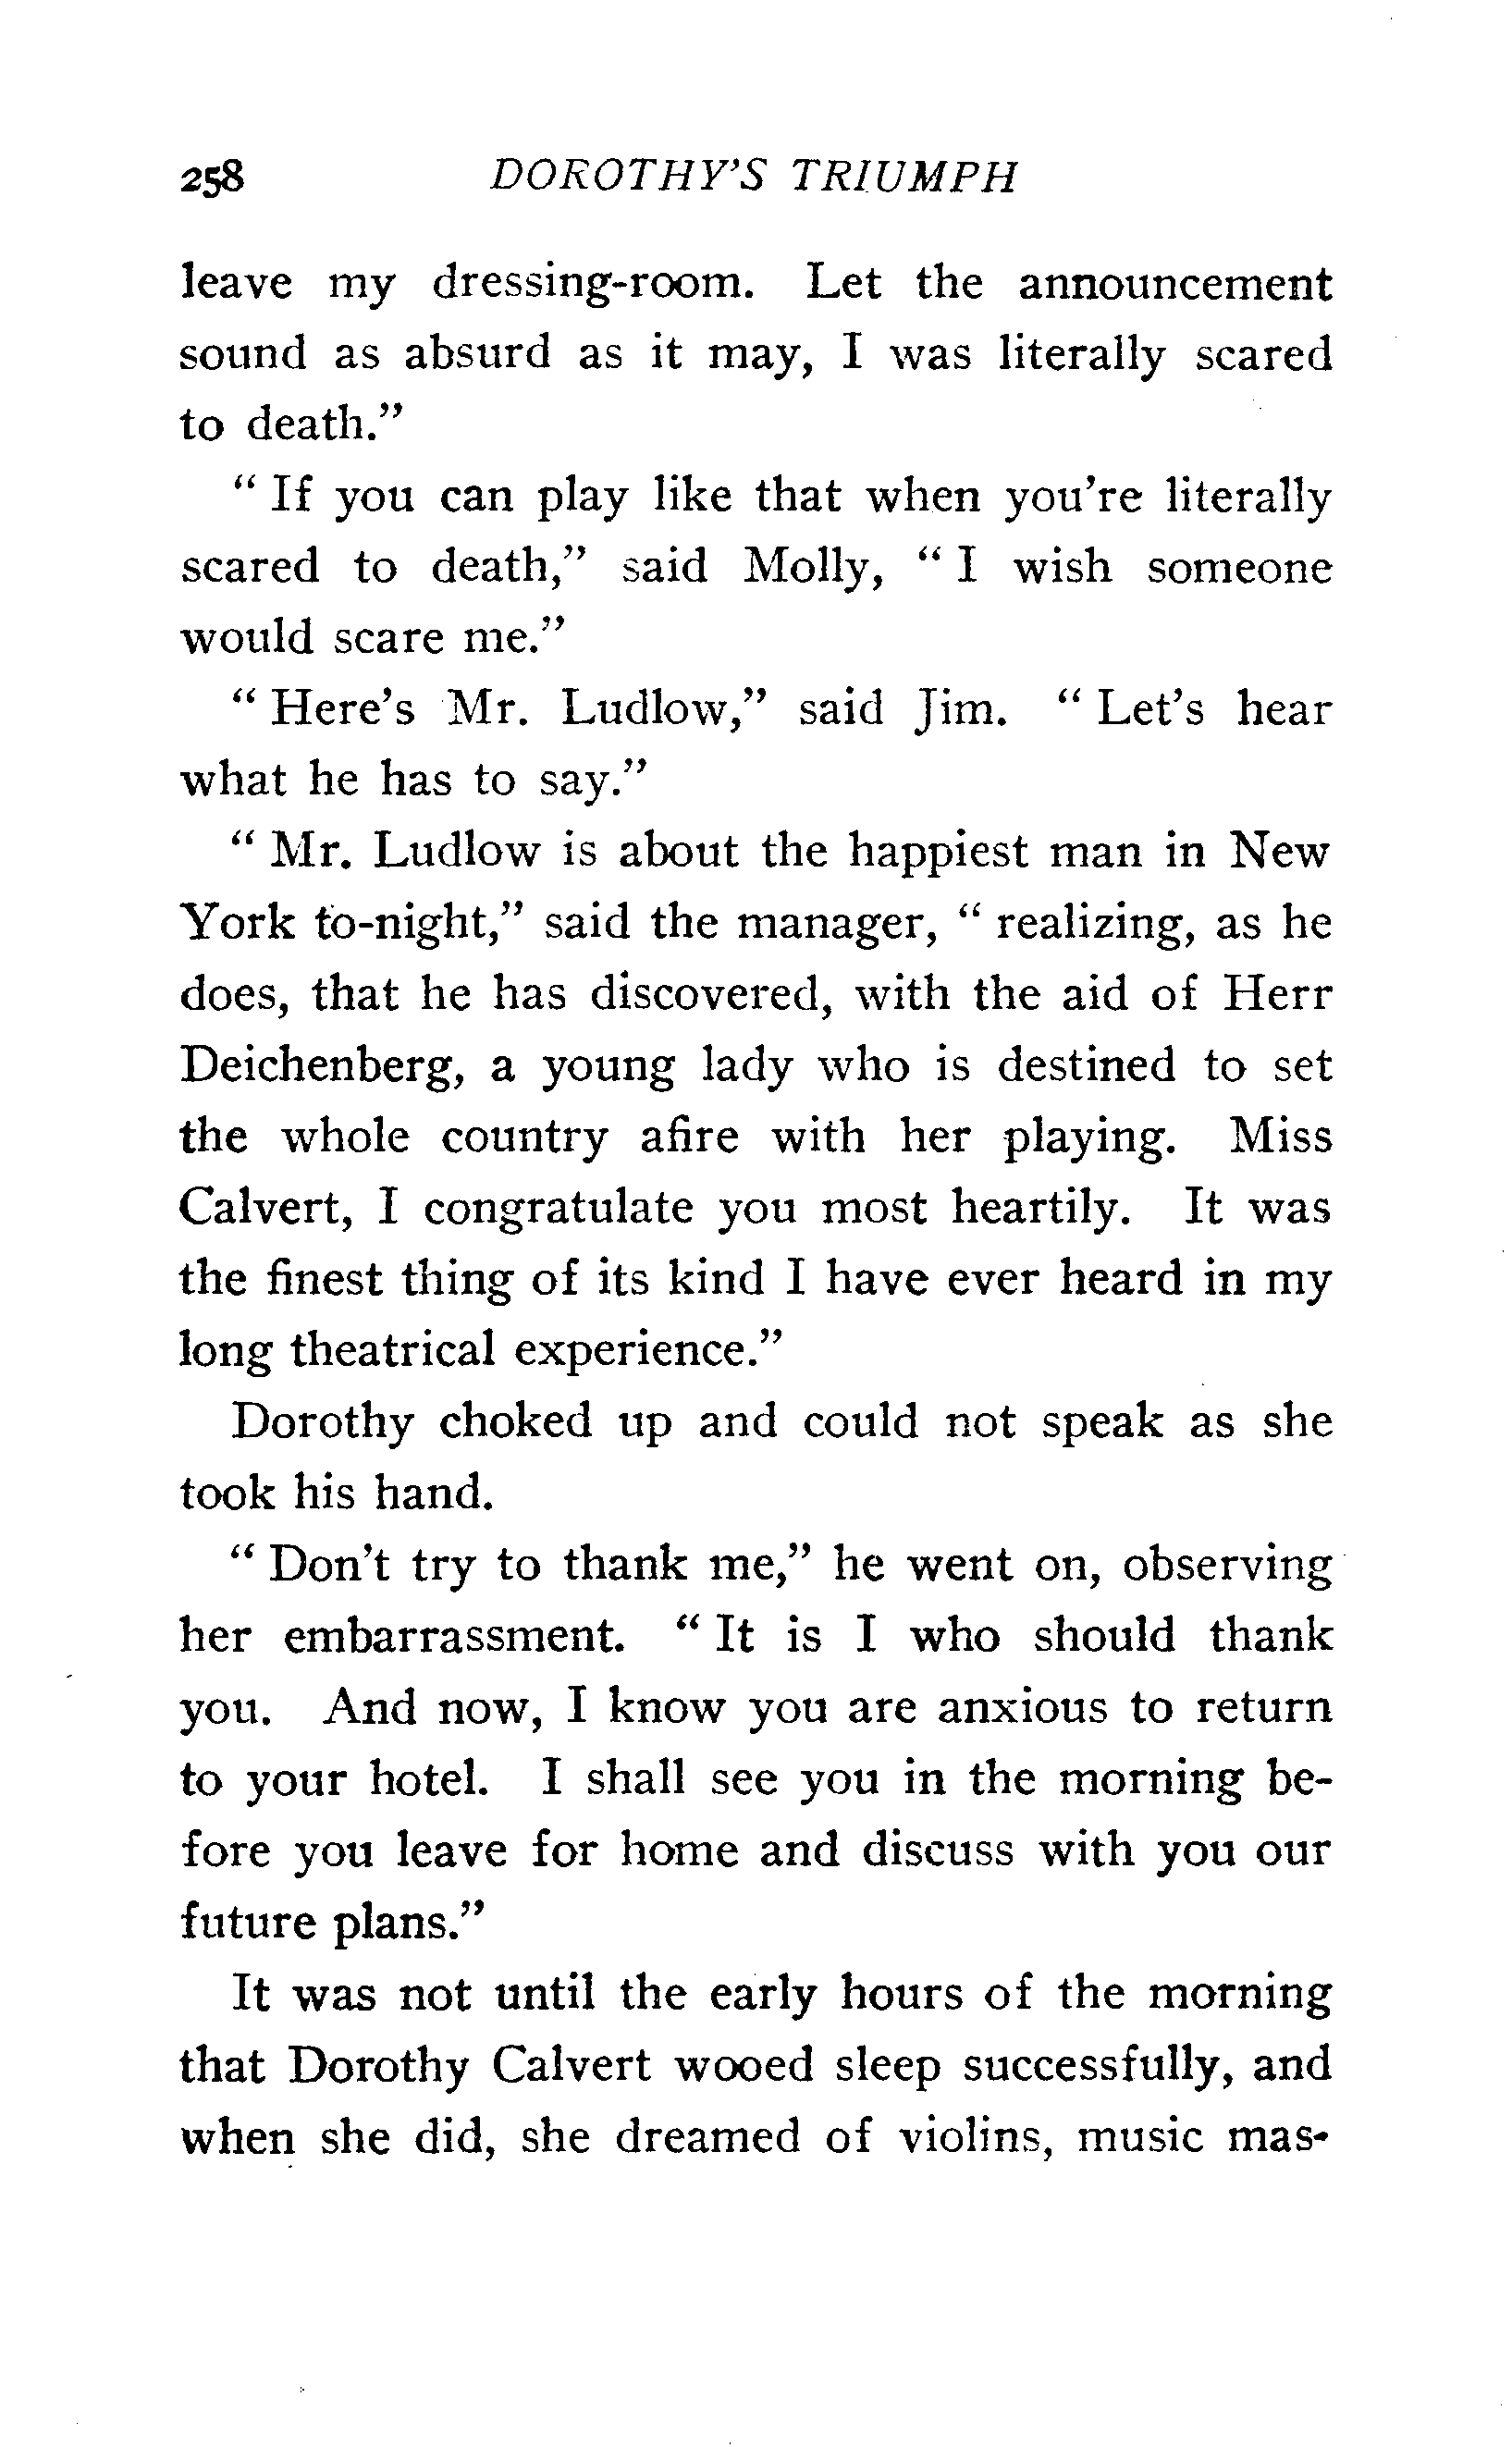 258 DOROTHY'S TRIUMPH
leave my dressing-room. Let the announcement
sound as absurd as it may, I was literally scared
to death."
" If you can play like that when you're literally
scared to death," said Molly, " I wish someone
would scare me."
" Here's Mr. Ludlow," said Jim. " Let's hear
what he has to say."
" Mr. Ludlow is about the happiest man in New
York to-night," said the manager, " realizing, as he
does, that he has discovered, with the aid of Herr
Deichenberg, a young lady who is destined to set
the whole country afire with her playing. Miss
Calvert, I congratulate you most heartily. It was
the finest thing of its kind I have ever heard in my
long theatrical experience."
Dorothy choked up and could not speak as she
took his hand.
" Don't try to thank me," he went on, observing
her embarrassment. " It is I who should thank
you. And now, I know you are anxious to return
to your hotel. I shall see you in the morning be-
fore you leave for home and discuss with you our
future plans."
It was not until the early hours of the morning
that Dorothy Calvert wooed sleep successfully, and
when she did, she dreamed of violins, music mas-